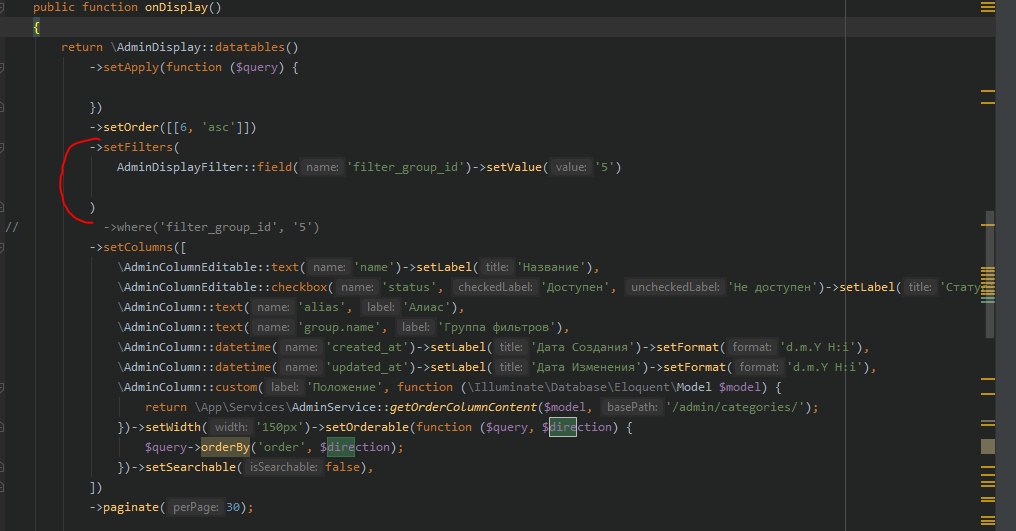 public function onDisplay()
{
return \AdminDisplay::datatables()
->setApply(function ($query) {
})
->setOrder([[6, 'asc']])
->setFilters(
AdminDisplayFilter::field( name: 'filter_group_id')->setValue( value: '5')
)
// ->where('filter_group_id', '5')
->setColumns([
\AdminColumnEditable::text( name: 'name')->setLabel( title: 'Название'),
\AdminColumnEditable::checkbox( name: 'status', checkedLabel: 'Доступен', uncheckedLabel: 'Не доступен')->setLabel( title: 'Стату
\AdminColumn::text( name: 'alias', label: 'Алиас'),
\AdminColumn::text( name: 'group.name', label: 'Группа фильтров'),
\AdminColumn::datetime( name: 'created_at')->setLabel( title: 'Дата Создания')->setFormat( format: 'd.m.Y H:i'),
\AdminColumn::datetime( name: 'updated_at')->setLabel( title: 'Дата Изменения')->setFormat( format: 'd.m.Y H:i'),
\AdminColumn::custom( label: 'Положение', function (\Illuminate\Database\Eloquent\Model $model) {
return \App\Services\AdminService::getOrderColumnContent($model, basePath: '/admin/categories/');
})->setWidth( width: '150px')->setOrderable(function ($query, $direction) {
$query->orderBy('order', $direction);
})->setSearchable( isSearchable: false),
])
->paginate( perPage: 30);